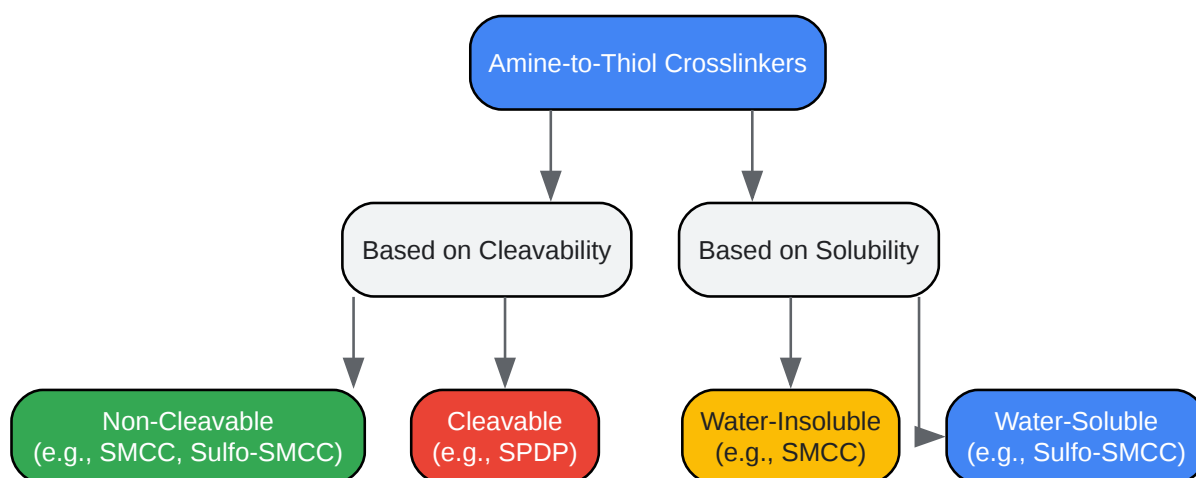 Amine-to-Thiol Crosslinkers
Based on Cleavability
Based on Solubility
Non-Cleavable
(e.g., SMCC, Sulfo-SMCC)
Cleavable
(e.g., SPDP)
Water-Insoluble
(e.g., SMCC)
Water-Soluble
(e.g., Sulfo-SMCC)